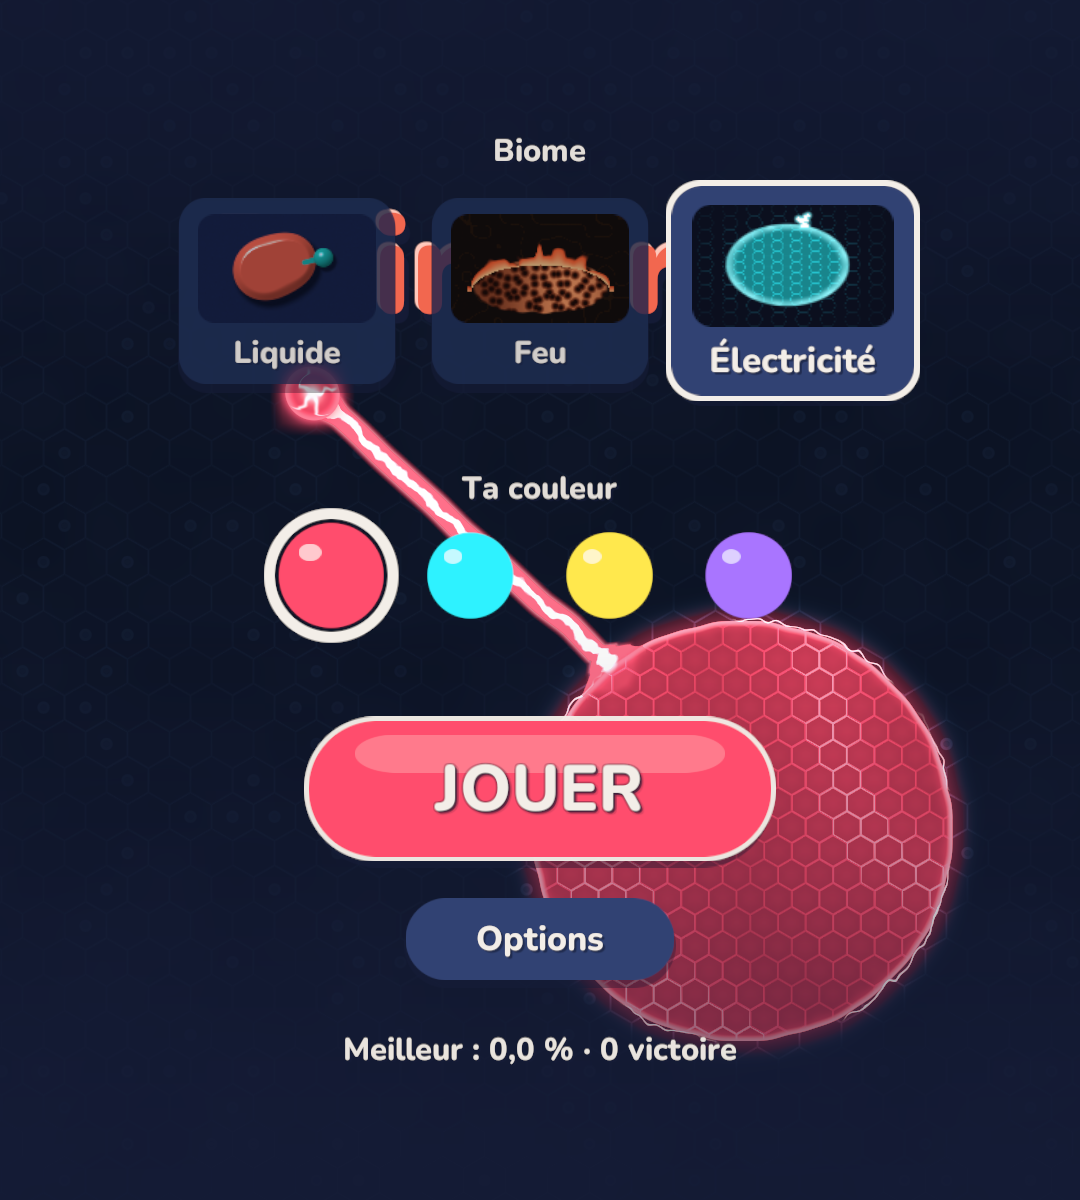 Biome
Liquide
Feu
Électricité
Ta couleur
JOUER
Options
Meilleur : 0,0 % · 0 victoire